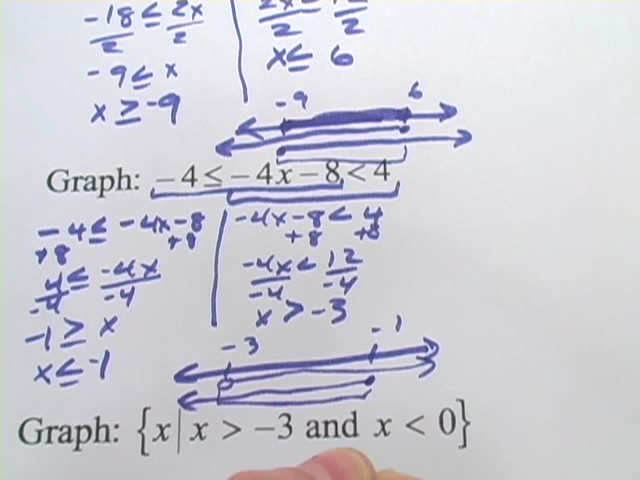 -18 ≤ 2x
2 2
-9 ≤ x
x ≥ -9
2 2
x ≤ 6
-9 6
Graph: -4 ≤ -4x - 8 < 4
-4 ≤ -4x-8
+8 +8
4 ≤ -4x
-4 -4
-1 ≥ x
x ≤ -1
-4x-8 < 4
+8 +8
-4x < 12
-4 -4
x > -3
-3 -1
Graph: {x | x > -3 and x < 0}